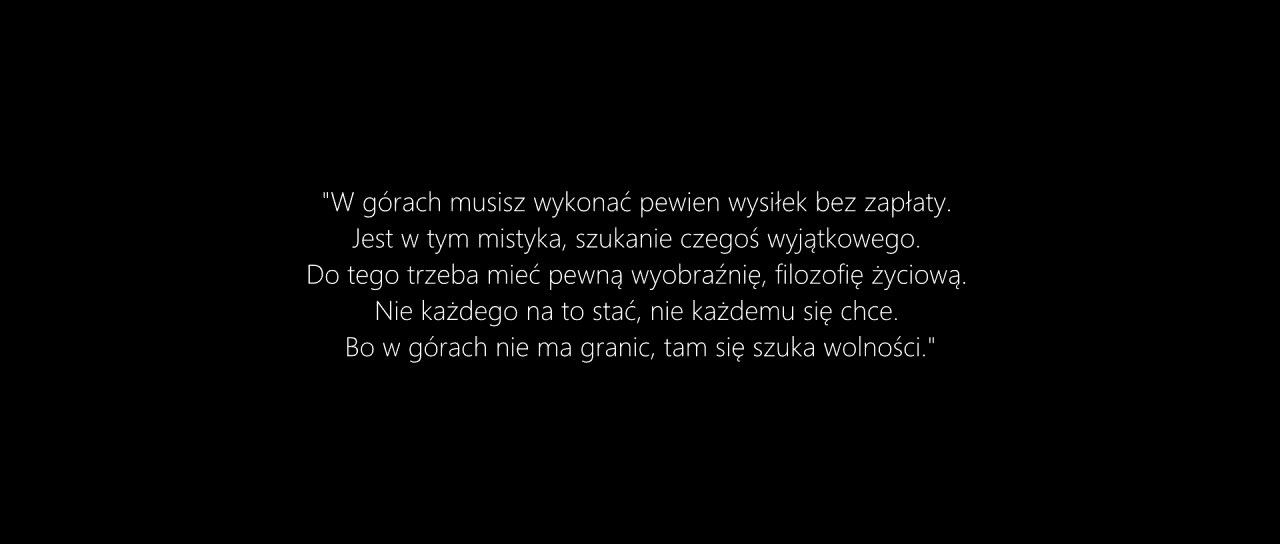 "W górach musisz wykonać pewien wysiłek bez zapłaty.
Jest w tym mistyka, szukanie czegoś wyjątkowego.
Do tego trzeba mieć pewną wyobraźnię, filozofię życiową.
Nie każdego na to stać, nie każdemu się chce.
Bo w górach nie ma granic, tam się szuka wolności."